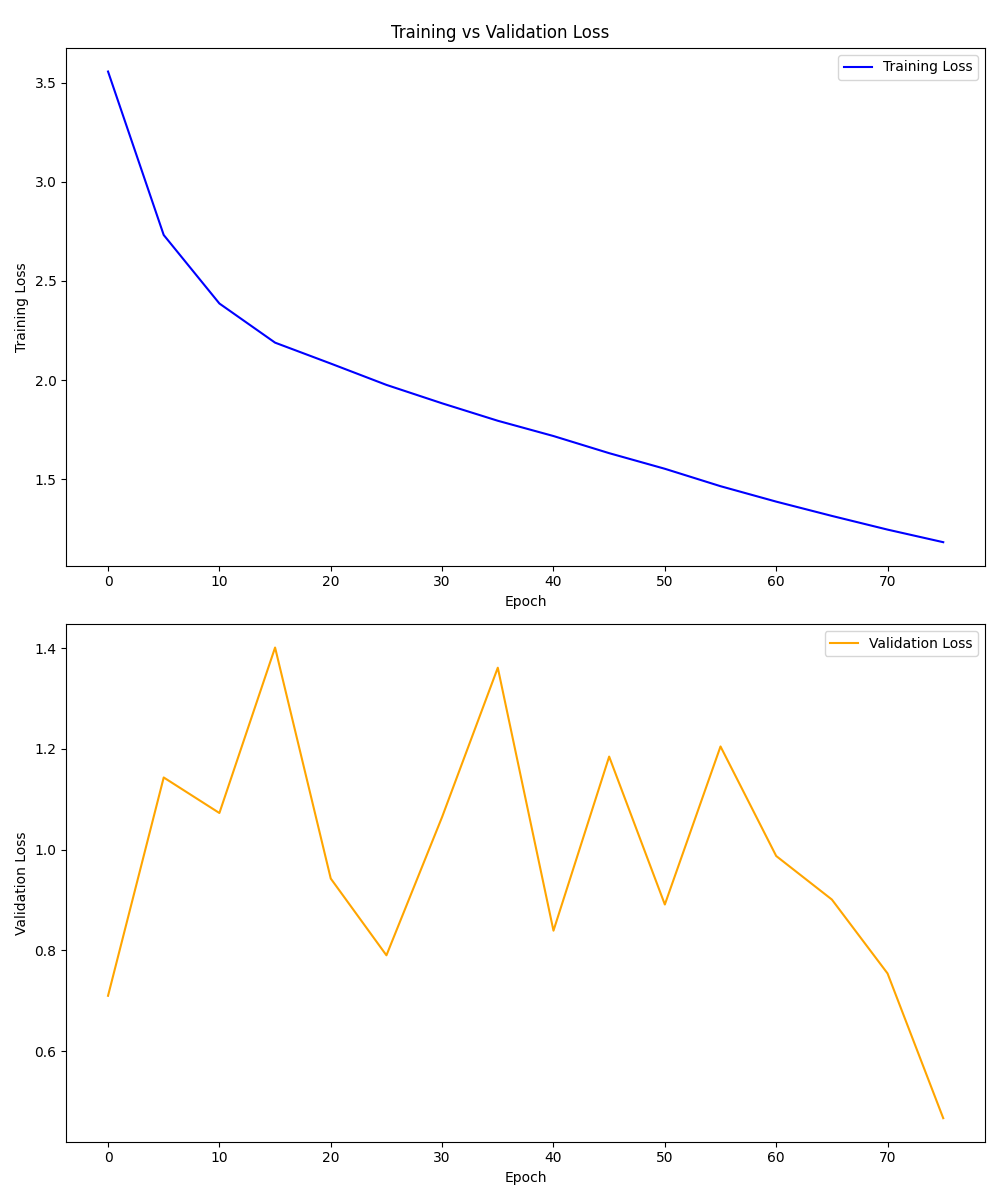 Training vs Validation Loss
Training Loss
3.5
3.0
2.5
2.0
1.5
Training Loss
0 10 20 30 40 50 60 70
Epoch
Validation Loss
1.4
1.2
1.0
0.8
0.6
Validation Loss
0 10 20 30 40 50 60 70
Epoch